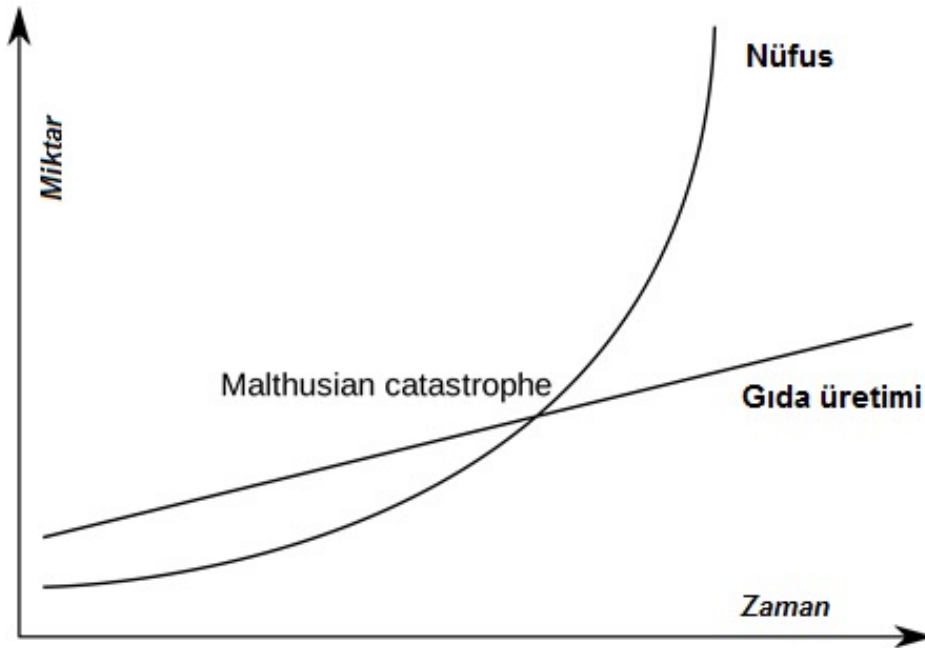 Nüfus
Miktar
Malthusian catastrophe
Gıda üretimi
Zaman